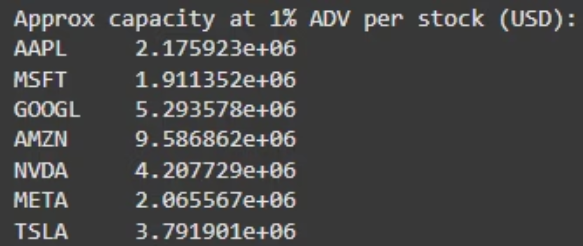 Approx capacity at 1% ADV per stock (USD):
AAPL 2.175923e+06
MSFT 1.911352e+06
GOOGL 5.293578e+06
AMZN 9.586862e+06
NVDA 4.207729e+06
META 2.065567e+06
TSLA 3.791901e+06